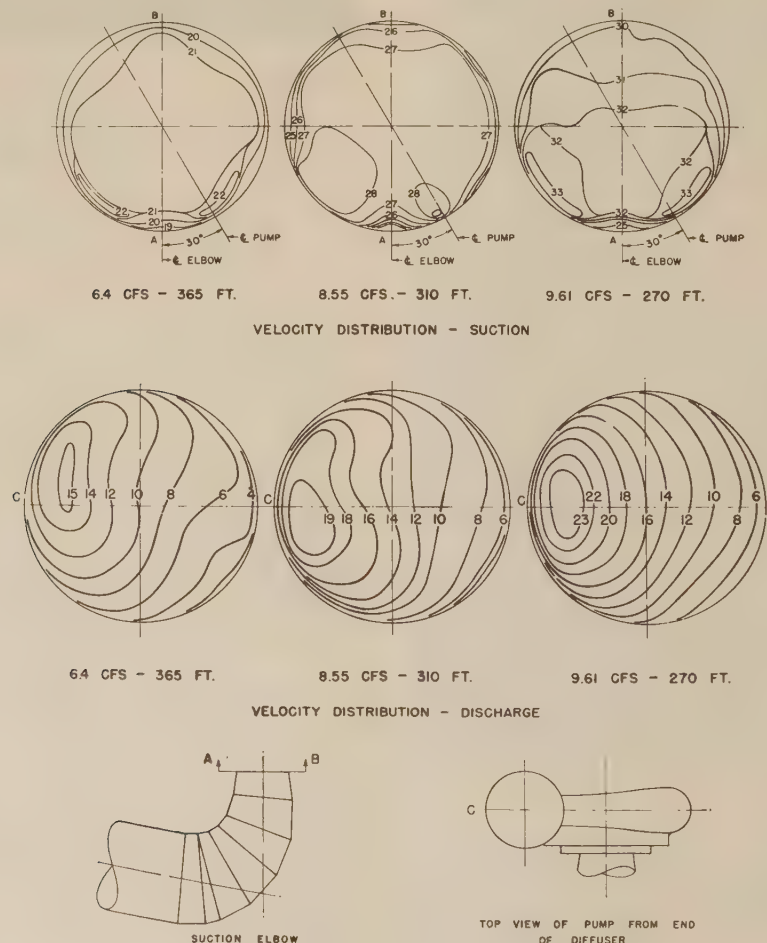 B
20
21
22
22
21
20
19
A
30°
℄ PUMP
℄ ELBOW
6.4 CFS - 365 FT.
B
26
27
26
25 27
27
28
28
27
26
A
30°
℄ PUMP
℄ ELBOW
8.55 CFS. - 310 FT.
B
30
31
32
32
32
33
33
32
25
A
30°
℄ PUMP
℄ ELBOW
9.61 CFS - 270 FT.
VELOCITY DISTRIBUTION - SUCTION
C
15 14 12 10 8 6 4
6.4 CFS - 365 FT.
C
19 18 16 14 12 10 8 6
8.55 CFS - 310 FT.
C
22 18 14 10 6
23 20 16 12 8
9.61 CFS - 270 FT.
VELOCITY DISTRIBUTION - DISCHARGE
A B
SUCTION ELBOW
C
TOP VIEW OF PUMP FROM END
OF DIFFUSER